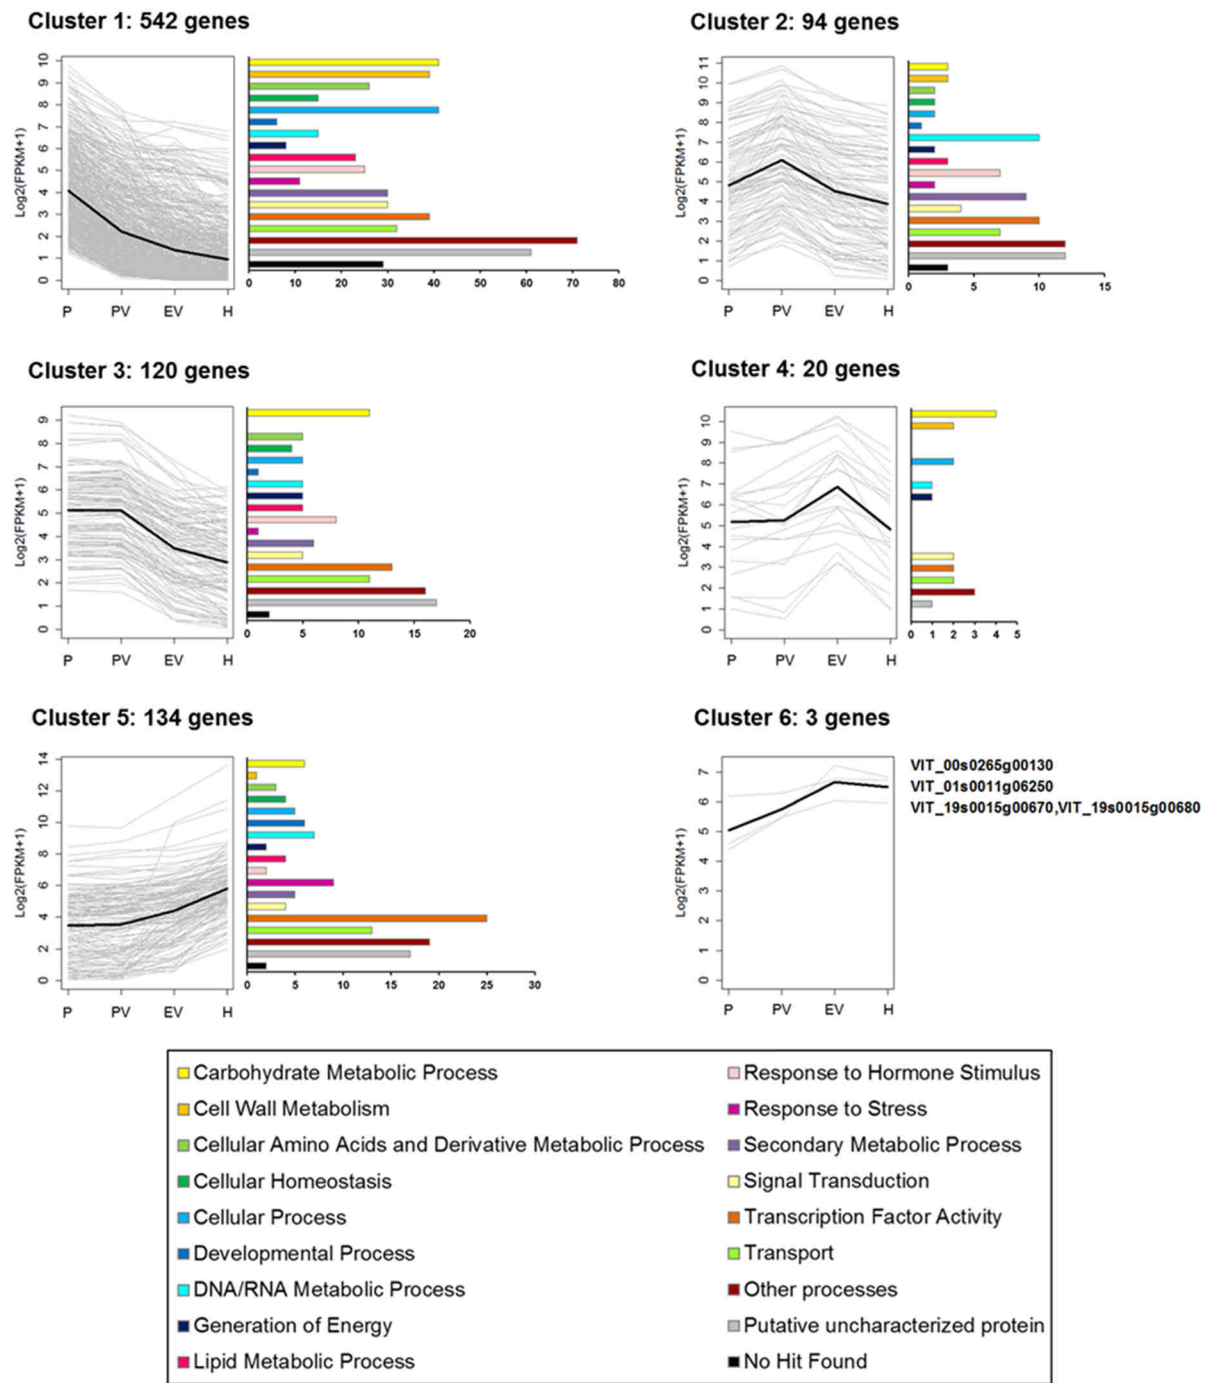 Cluster 1: 542 genes
Log2(FPKM+1)
0 1 2 3 4 5 6 7 8 9 10
P PV EV H
0 10 20 30 40 50 60 70 80
Cluster 2: 94 genes
Log2(FPKM+1)
0 1 2 3 4 5 6 7 8 9 10 11
P PV EV H
0 5 10 15
Cluster 3: 120 genes
Log2(FPKM+1)
0 1 2 3 4 5 6 7 8 9
P PV EV H
0 5 10 15 20
Cluster 4: 20 genes
Log2(FPKM+1)
0 1 2 3 4 5 6 7 8 9 10
P PV EV H
0 1 2 3 4 5
Cluster 5: 134 genes
Log2(FPKM+1)
0 2 4 6 8 10 12 14
P PV EV H
0 5 10 15 20 25 30
Cluster 6: 3 genes
Log2(FPKM+1)
0 1 2 3 4 5 6 7
P PV EV H
VIT_00s0265g00130
VIT_01s0011g06250
VIT_19s0015g00670,VIT_19s0015g00680
Carbohydrate Metabolic Process
Cell Wall Metabolism
Cellular Amino Acids and Derivative Metabolic Process
Cellular Homeostasis
Cellular Process
Developmental Process
DNA/RNA Metabolic Process
Generation of Energy
Lipid Metabolic Process
Response to Hormone Stimulus
Response to Stress
Secondary Metabolic Process
Signal Transduction
Transcription Factor Activity
Transport
Other processes
Putative uncharacterized protein
No Hit Found